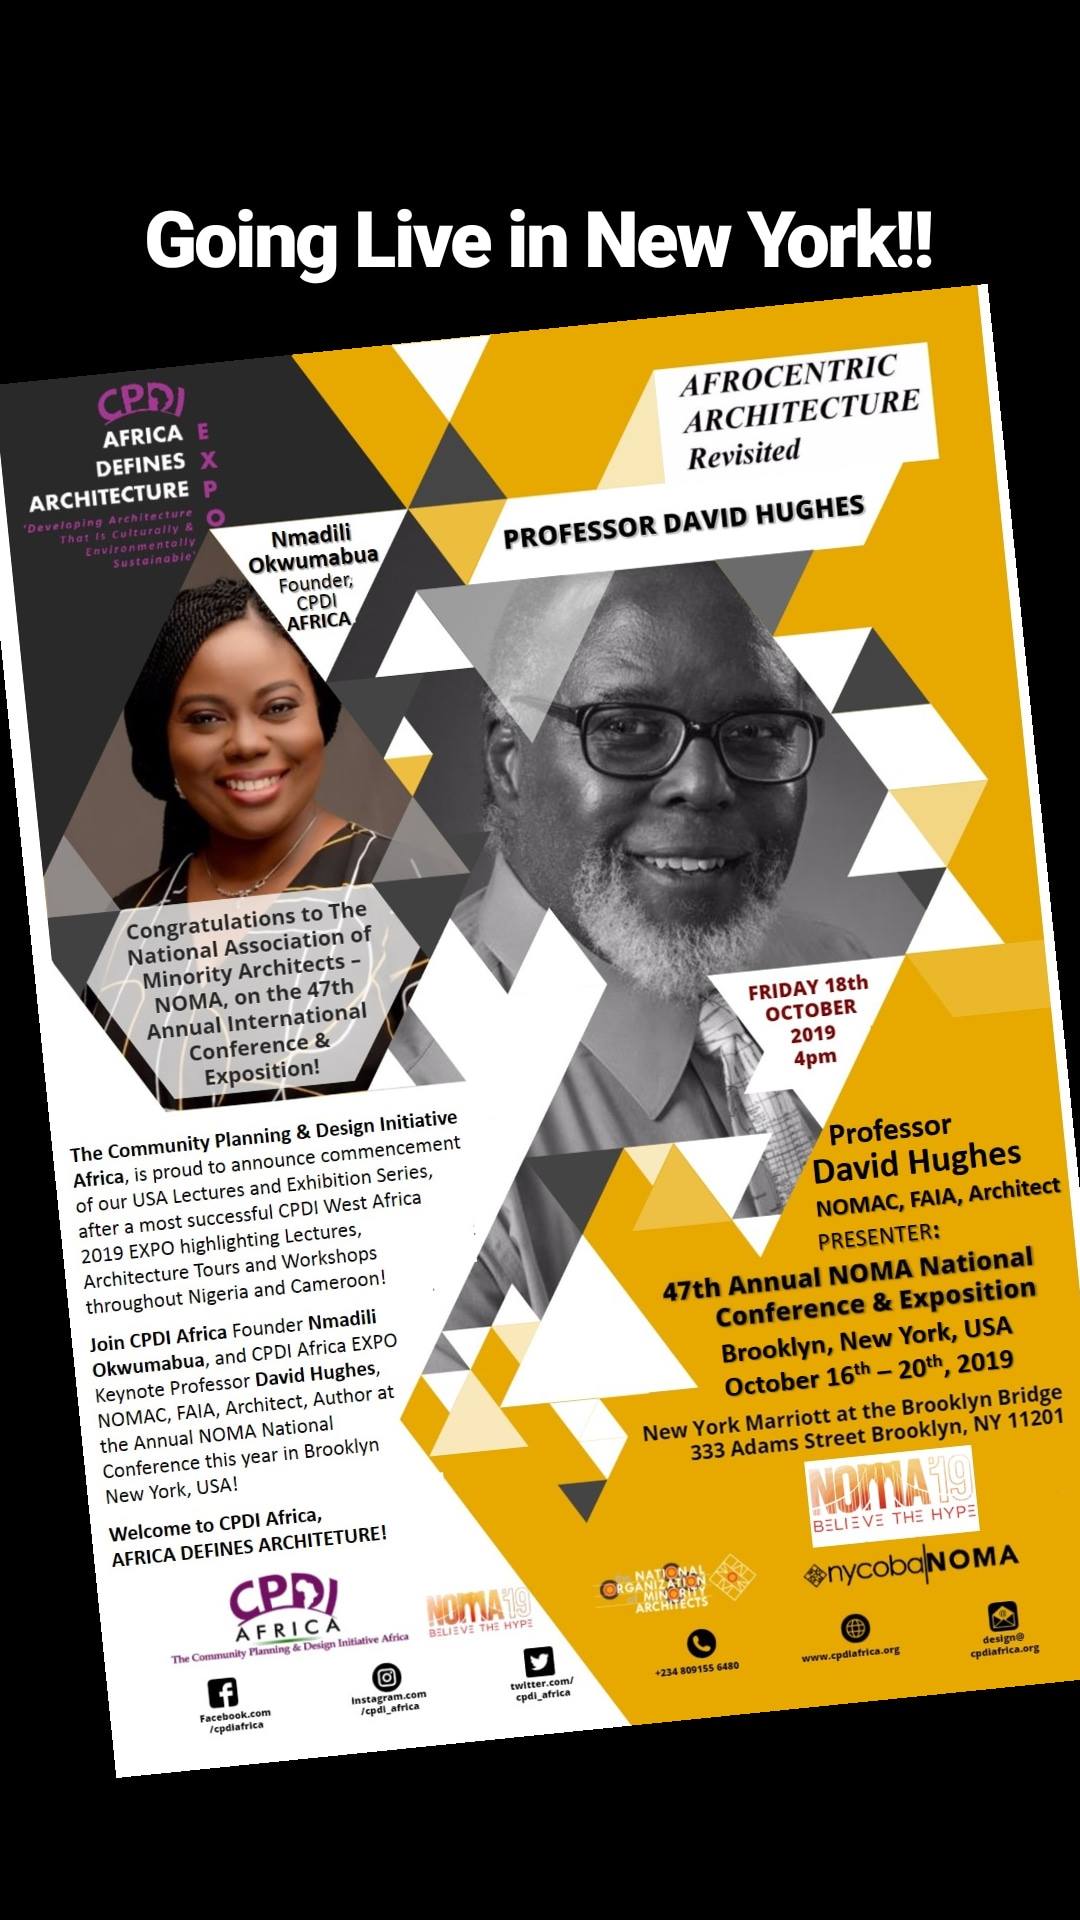 Going Live in New York!!
CPDI
AFRICA
DEFINES
ARCHITECTURE
EXPO
'Developing Architecture
That Is Culturally &
Environmentally
Sustainable'
AFROCENTRIC
ARCHITECTURE
Revisited
PROFESSOR DAVID HUGHES
Nmadili
Okwumabua
Founder,
CPDI
AFRICA
Congratulations to The
National Association of
Minority Architects –
NOMA, on the 47th
Annual International
Conference &
Exposition!
FRIDAY 18th
OCTOBER
2019
4pm
The Community Planning & Design Initiative
Africa, is proud to announce commencement
of our USA Lectures and Exhibition Series,
after a most successful CPDI West Africa
2019 EXPO highlighting Lectures,
Architecture Tours and Workshops
throughout Nigeria and Cameroon!
Join CPDI Africa Founder Nmadili
Okwumabua, and CPDI Africa EXPO
Keynote Professor David Hughes,
NOMAC, FAIA, Architect, Author at
the Annual NOMA National
Conference this year in Brooklyn
New York, USA!
Welcome to CPDI Africa,
AFRICA DEFINES ARCHITETURE!
Professor
David Hughes
NOMAC, FAIA, Architect
PRESENTER:
47th Annual NOMA National
Conference & Exposition
Brooklyn, New York, USA
October 16th – 20th, 2019
New York Marriott at the Brooklyn Bridge
333 Adams Street Brooklyn, NY 11201
NOMA'19
BELIEVE THE HYPE
CPDI
AFRICA
The Community Planning & Design Initiative Africa
NOMA'19
BELIEVE THE HYPE
NATIONAL
ORGANIZATION
MINORITY
ARCHITECTS
nycoba|NOMA
Facebook.com
/cpdiafrica
instagram.com
/cpdi_africa
twitter.com/
cpdi_africa
+234 809155 6480
www.cpdiafrica.org
design@
cpdiafrica.org